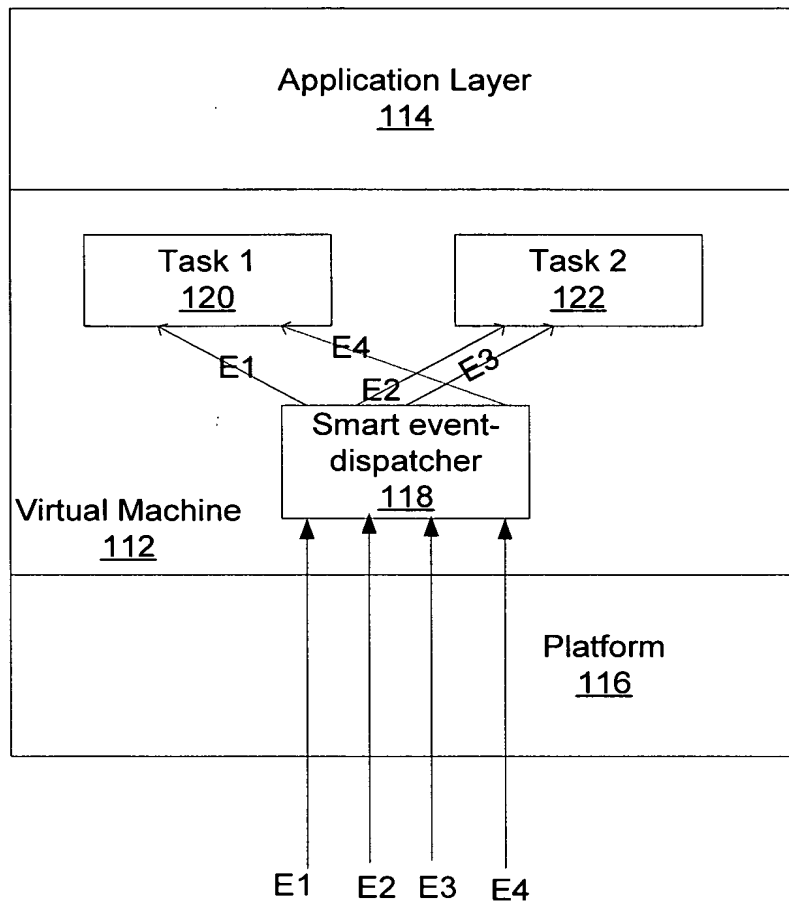 Application Layer
114
Task 1
120
Task 2
122
E1
E4
E2
E3
Smart event-
dispatcher
118
Virtual Machine
112
Platform
116
E1
E2
E3
E4